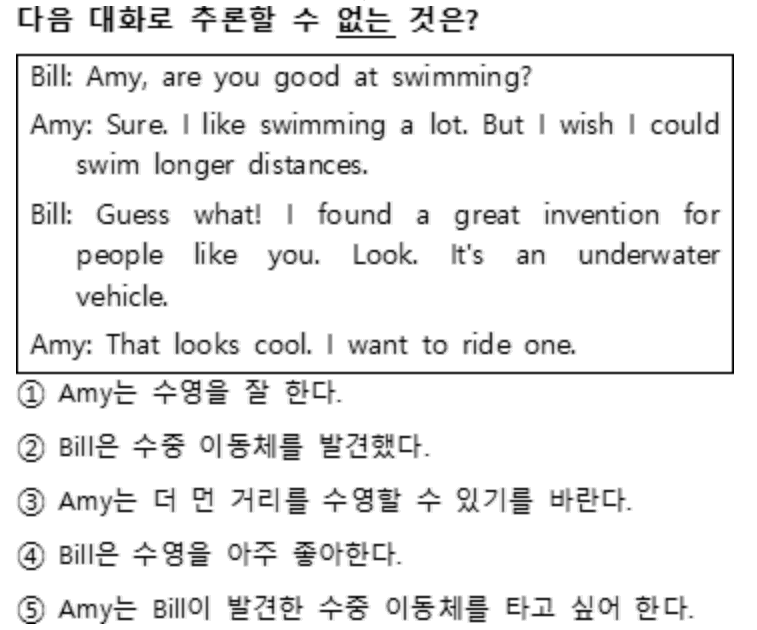 다음 대화로 추론할 수 없는 것은?
Bill: Amy, are you good at swimming?
Amy: Sure. I like swimming a lot. But I wish I could
swim longer distances.
Bill: Guess what! I found a great invention for
people like you. Look. It's an underwater
vehicle.
Amy: That looks cool. I want to ride one.
① Amy는 수영을 잘 한다.
② Bill은 수중 이동체를 발견했다.
③ Amy는 더 먼 거리를 수영할 수 있기를 바란다.
④ Bill은 수영을 아주 좋아한다.
⑤ Amy는 Bill이 발견한 수중 이동체를 타고 싶어 한다.